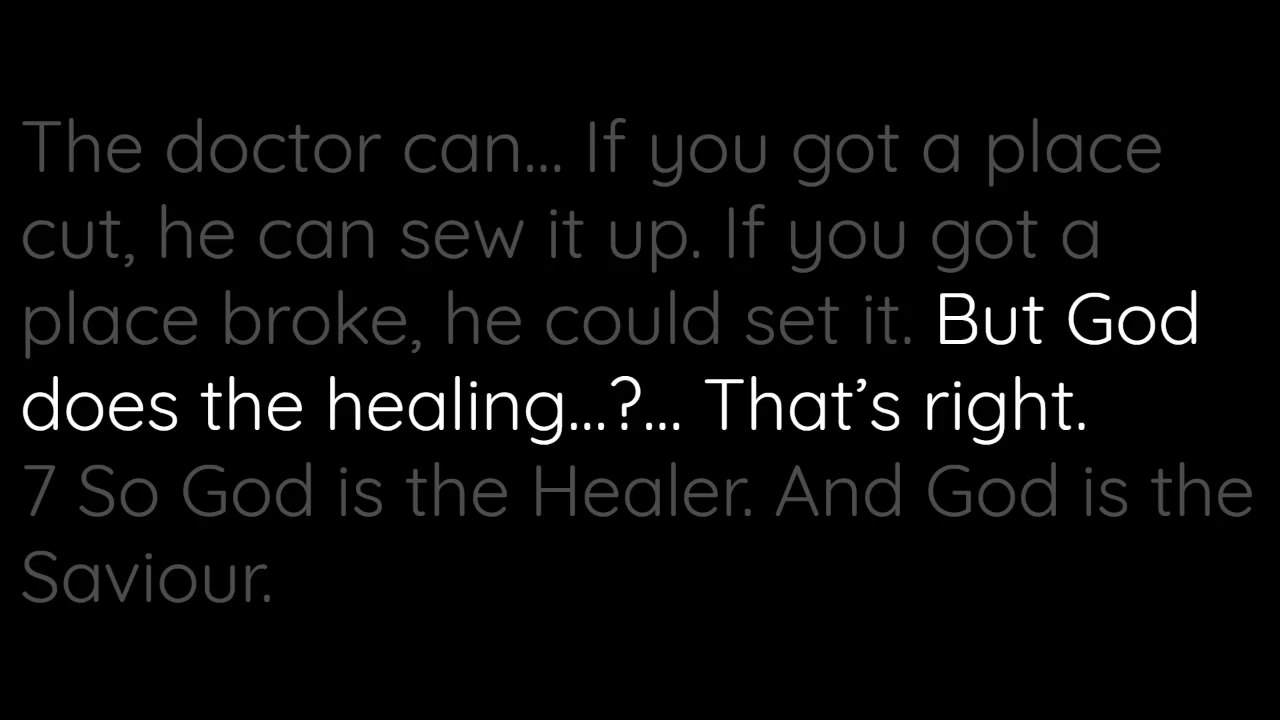 The doctor can... If you got a place
cut, he can sew it up. If you got a
place broke, he could set it. But God
does the healing...?... That’s right.
7 So God is the Healer. And God is the
Saviour.